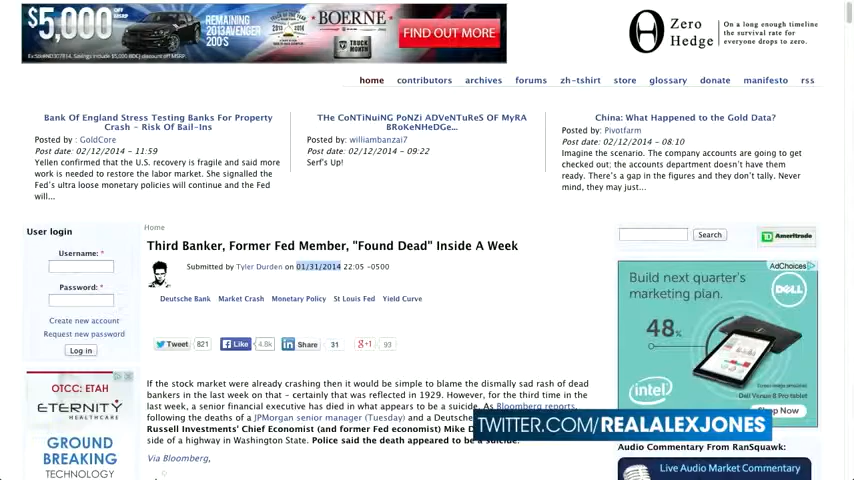 $5,000 OFF MSRP
REMAINING
2013 AVENGER
200'S
BOERNE
TRUCK
MONTH
FIND OUT MORE
Zero
Hedge
On a long enough timeline
the survival rate for
everyone drops to zero.
home contributors archives forums zh-tshirt store glossary donate manifesto rss
Bank Of England Stress Testing Banks For Property
Crash – Risk Of Bail-Ins
Posted by : GoldCore
Post date: 02/12/2014 - 11:59
Yellen confirmed that the U.S. recovery is fragile and said more
work is needed to restore the labor market. She signalled the
Fed's ultra loose monetary policies will continue and the Fed
will...
THe CoNTiNuiNG PoNZi ADVeNTuReS OF MyRA
BRoKeNHeDGe...
Posted by: williambanzai7
Post date: 02/12/2014 - 09:22
Serf's Up!
China: What Happened to the Gold Data?
Posted by: Pivotfarm
Post date: 02/12/2014 - 08:10
Imagine the scenario. The company accounts are going to get
checked out: the accounts department doesn't have them
ready. There's a gap in the figures and they don't tally. Never
mind, they may just...
User login
Username: *
Password: *
Create new account
Request new password
Log in
Home
Third Banker, Former Fed Member, "Found Dead" Inside A Week
Submitted by Tyler Durden on 01/31/2014 22:05 -0500
Deutsche Bank Market Crash Monetary Policy St Louis Fed Yield Curve
Tweet 821 Like 4.8k Share 31 +1 93
If the stock market were already crashing then it would be simple to blame the dismally sad rash of dead
bankers in the last week on that – certainly that was reflected in 1929. However, for the third time in the
last week, a senior financial executive has died in what appears to be a suicide. As Bloomberg reports,
following the deaths of a JPMorgan senior manager (Tuesday) and a Deutsche
Russell Investments' Chief Economist (and former Fed economist) Mike D
side of a highway in Washington State. Police said the death appeared to be a suicide.
Via Bloomberg,
Search
Ameritrade
AdChoices
Build next quarter's
marketing plan.
DELL
48%
intel
Dell Venue 8 Pro tablet
Shop Now
TWITTER.COM/REALALEXJONES
Audio Commentary From RanSquawk:
Live Audio Market Commentary
OTCC: ETAH
ETERNITY
HEALTHCARE
GROUND
BREAKING
TECHNOLOGY